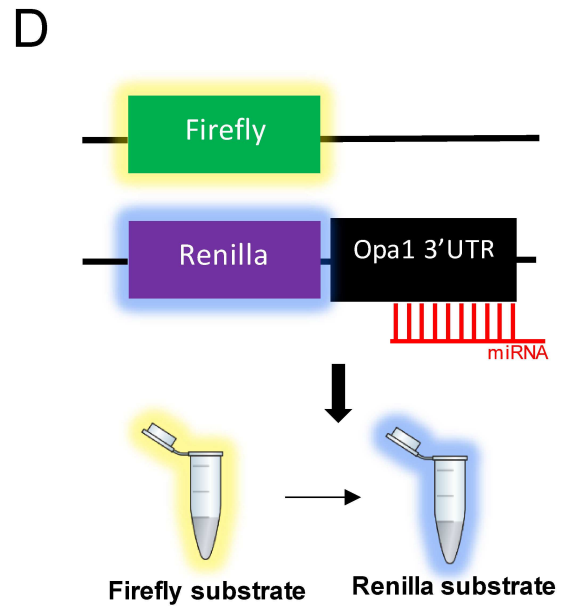 D
Firefly
Renilla
Opa1 3’UTR
miRNA
Firefly substrate
Renilla substrate